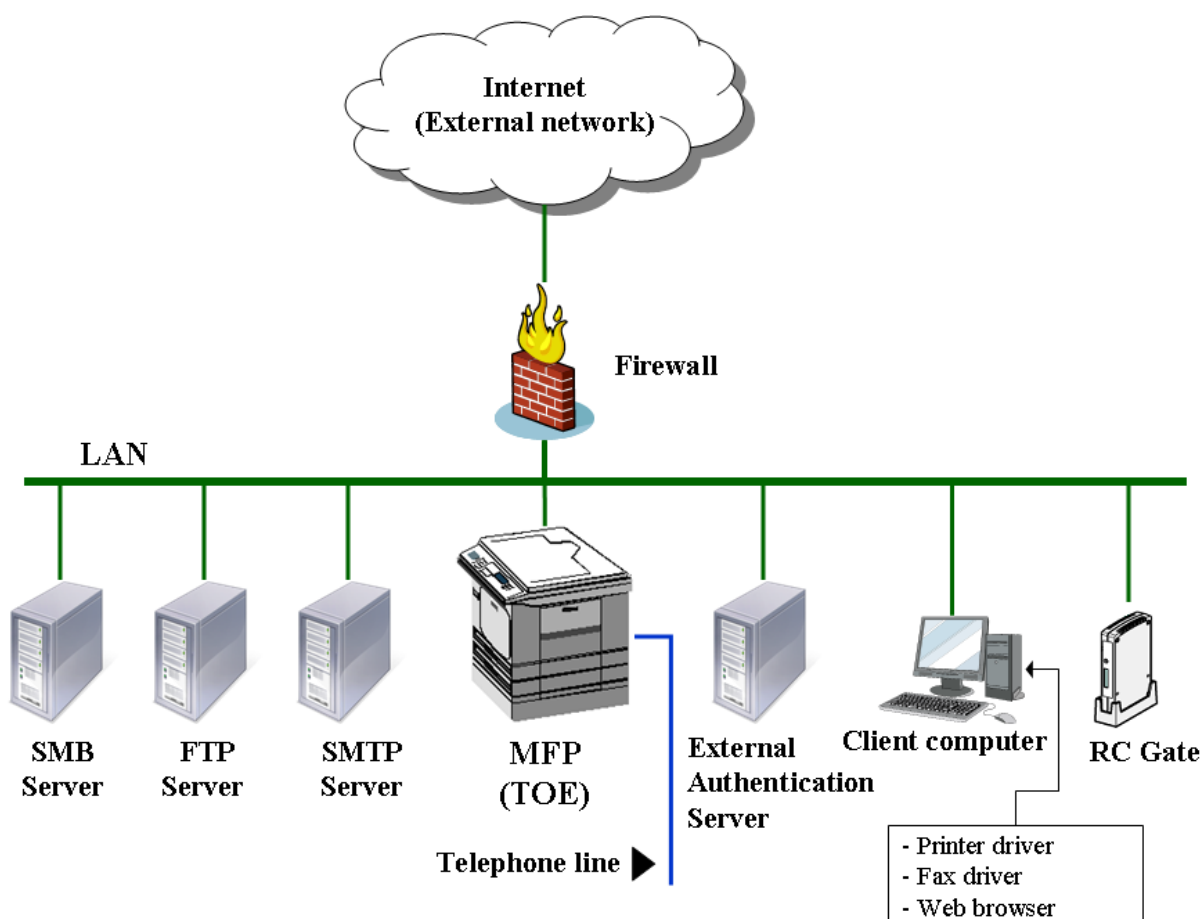 Internet
(External network)
Firewall
LAN
SMB
Server
FTP
Server
SMTP
Server
MFP
(TOE)
External
Authentication
Server
Client computer
RC Gate
Telephone line
- Printer driver
- Fax driver
- Web browser